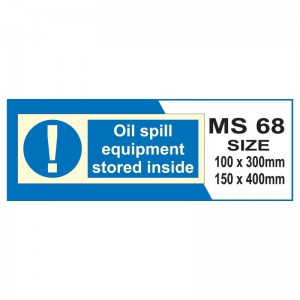 Oil spill
equipment
stored inside
MS 68
SIZE
100 x 300mm
150 x 400mm